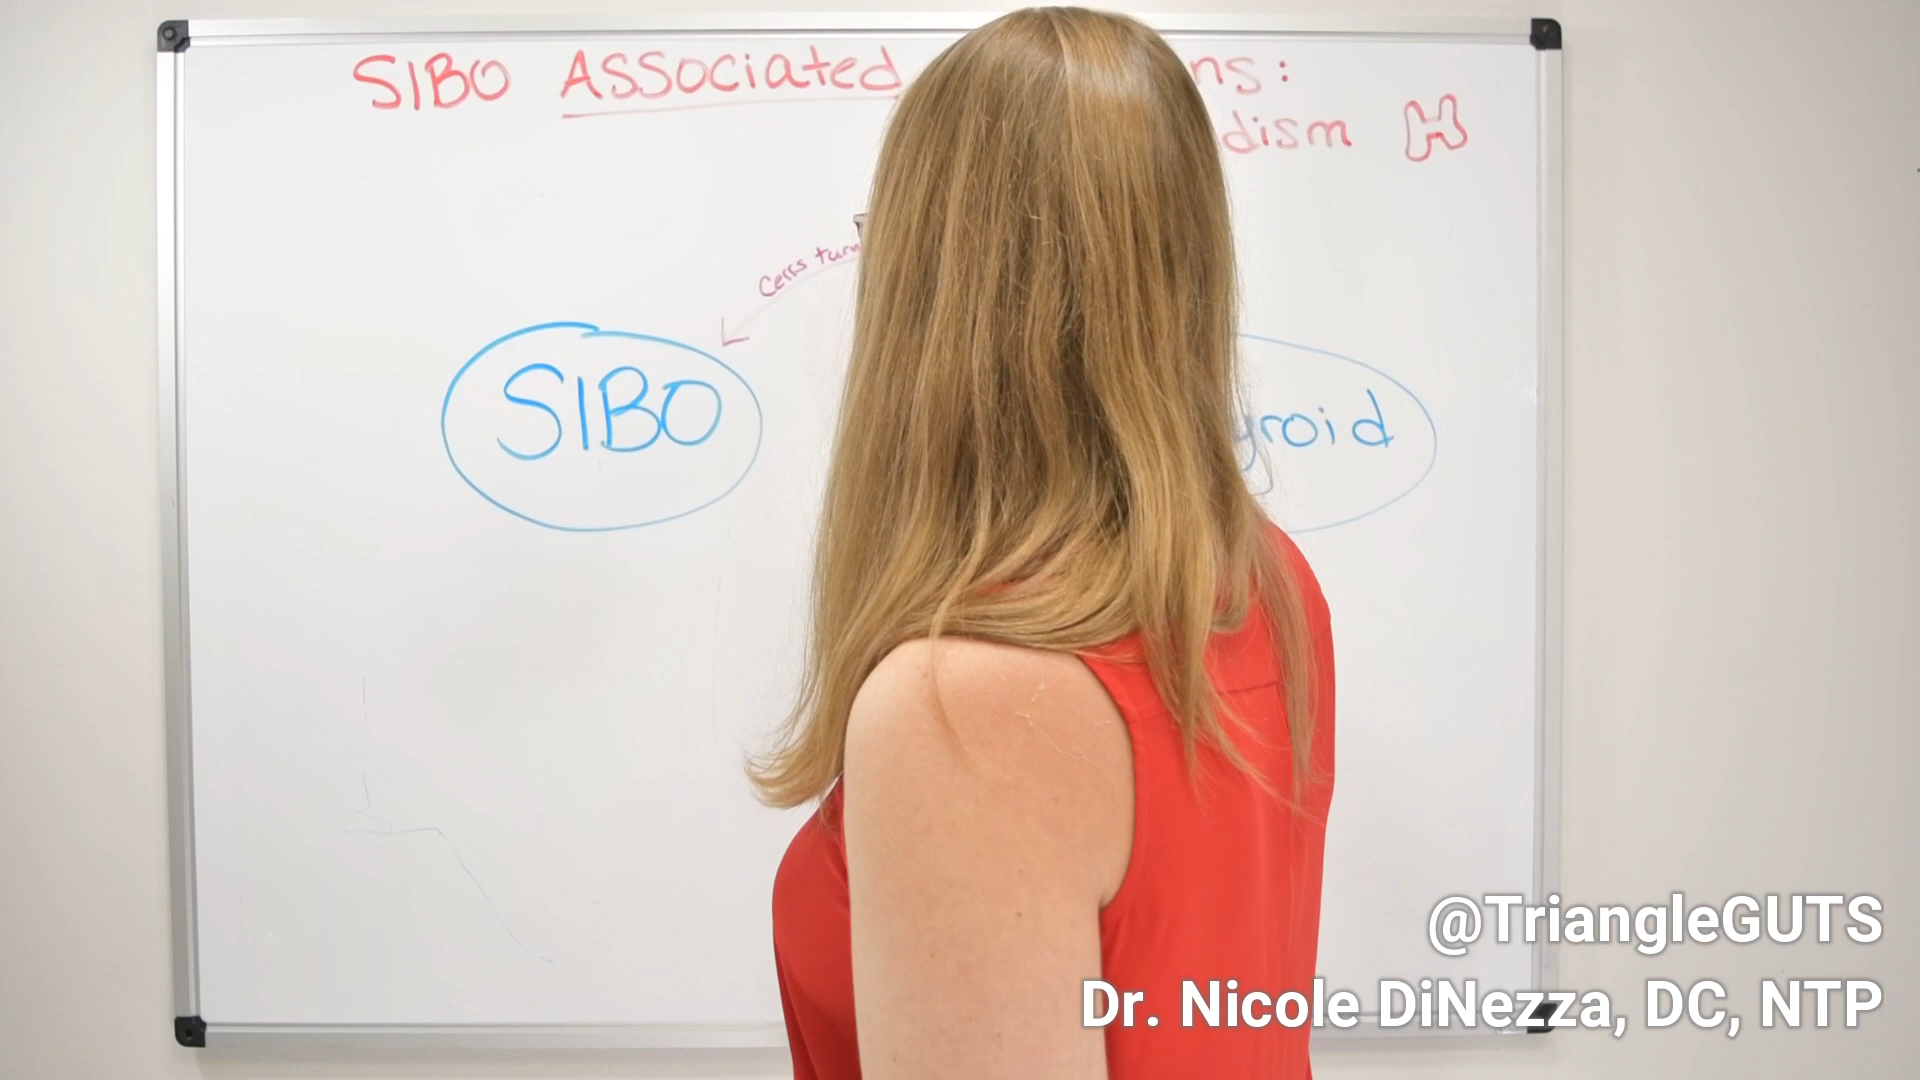 SIBO Associated ns:
dism
Cells turn
SIBO
yroid
@TriangleGUTS
Dr. Nicole DiNezza, DC, NTP